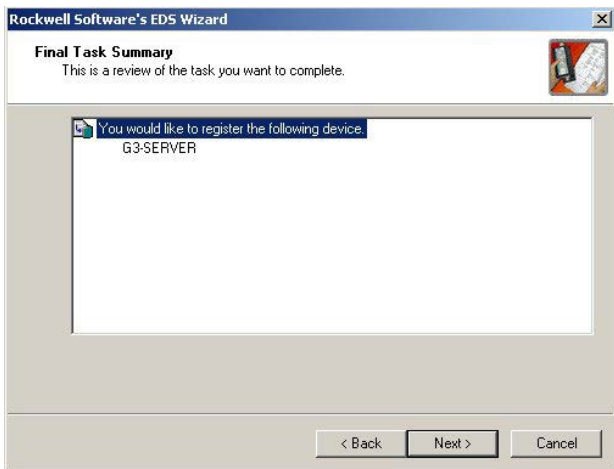 Rockwell Software's EDS Wizard
Final Task Summary
This is a review of the task you want to complete.
You would like to register the following device.
G3-SERVER
< Back
Next >
Cancel